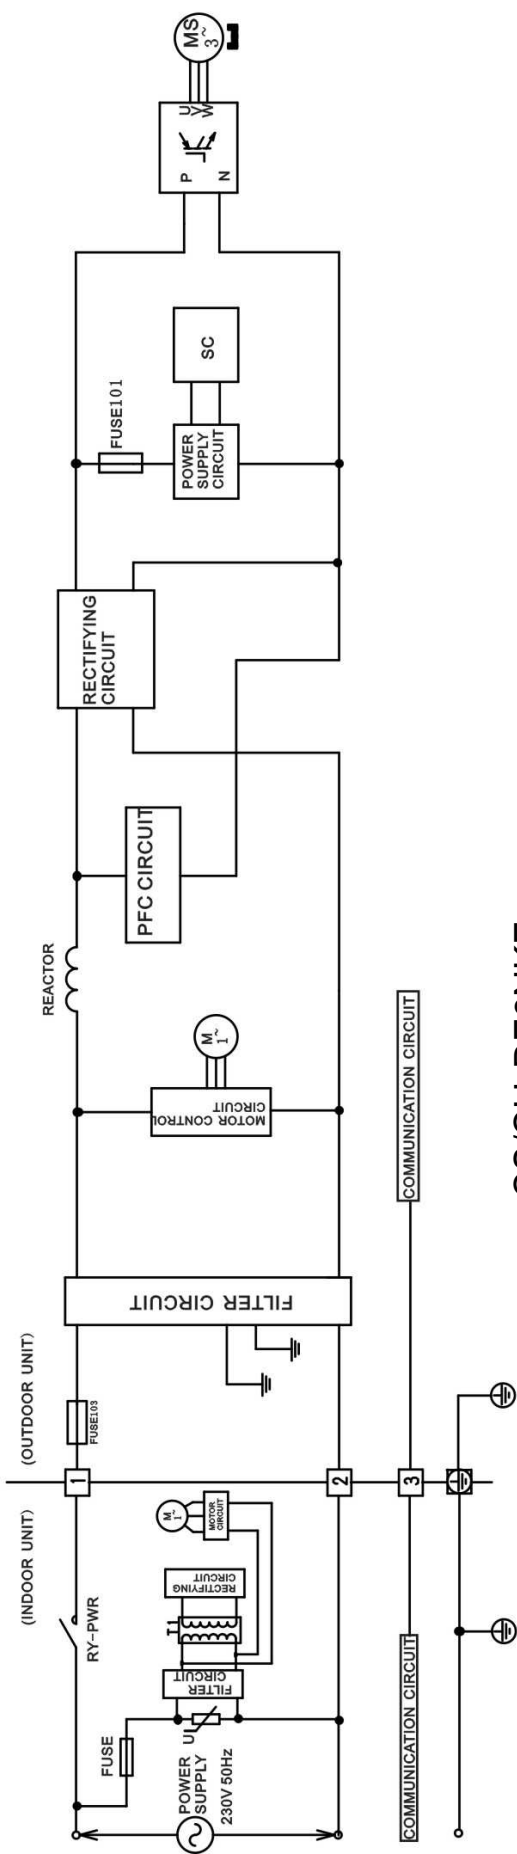 (INDOOR UNIT)
(OUTDOOR UNIT)
POWER
SUPPLY
230V 50Hz
FUSE
RY-PWR
U
FILTER
CIRCUIT
T1
RECTIFYING
CIRCUIT
M
1~
MOTOR
CIRCUIT
1
2
3
COMMUNICATION CIRCUIT
COMMUNICATION CIRCUIT
FUSE103
FILTER CIRCUIT
MOTOR CONTROL
CIRCUIT
M
1~
REACTOR
PFC CIRCUIT
RECTIFYING
CIRCUIT
FUSE101
POWER
SUPPLY
CIRCUIT
SC
P
N
U
V
W
MS
3~